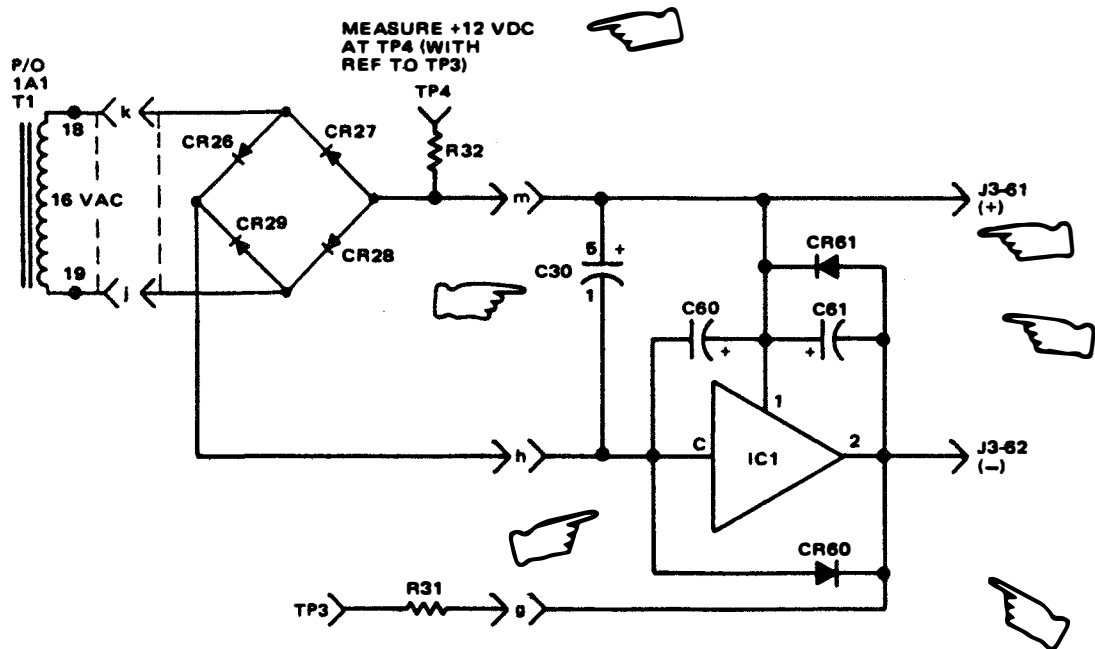 MEASURE +12 VDC
AT TP4 (WITH
REF TO TP3)
P/O
1A1
T1
TP4
18
k
CR26
CR27
R32
16 VAC
m
J3-61
(+)
CR29
CR28
5 +
C30
1
CR61
19
j
C60
C61
+
+
1
h
C
IC1
2
J3-62
(—)
CR60
R31
TP3
g